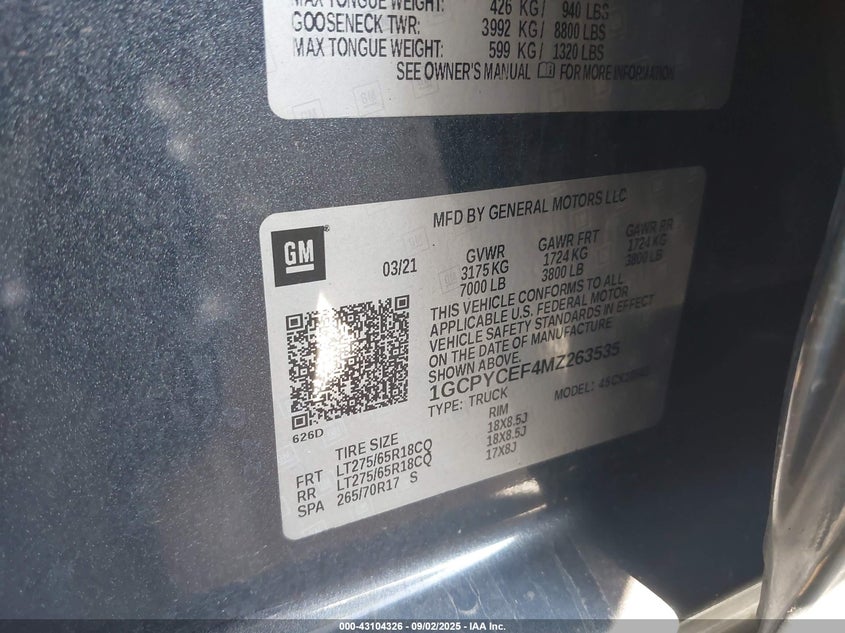 MAX TONGUE WEIGHT: 426 KG / 940 LBS
GOOSENECK TWR: 3992 KG / 8800 LBS
MAX TONGUE WEIGHT: 599 KG / 1320 LBS
SEE OWNER'S MANUAL FOR MORE INFORMATION
GM
MFD BY GENERAL MOTORS LLC
03/21
GVWR GAWR FRT GAWR RR
3175 KG 1724 KG 1724 KG
7000 LB 3800 LB 3800 LB
THIS VEHICLE CONFORMS TO ALL
APPLICABLE U.S. FEDERAL MOTOR
VEHICLE SAFETY STANDARDS IN EFFECT
ON THE DATE OF MANUFACTURE
SHOWN ABOVE.
1GCPYCEF4MZ263535
TYPE: TRUCK MODEL:
626D
TIRE SIZE RIM
FRT LT275/65R18CQ 18X8.5J
RR LT275/65R18CQ 18X8.5J
SPA 265/70R17 S 17X8J
000-43104326 - 09/02/2025 - IAA Inc.